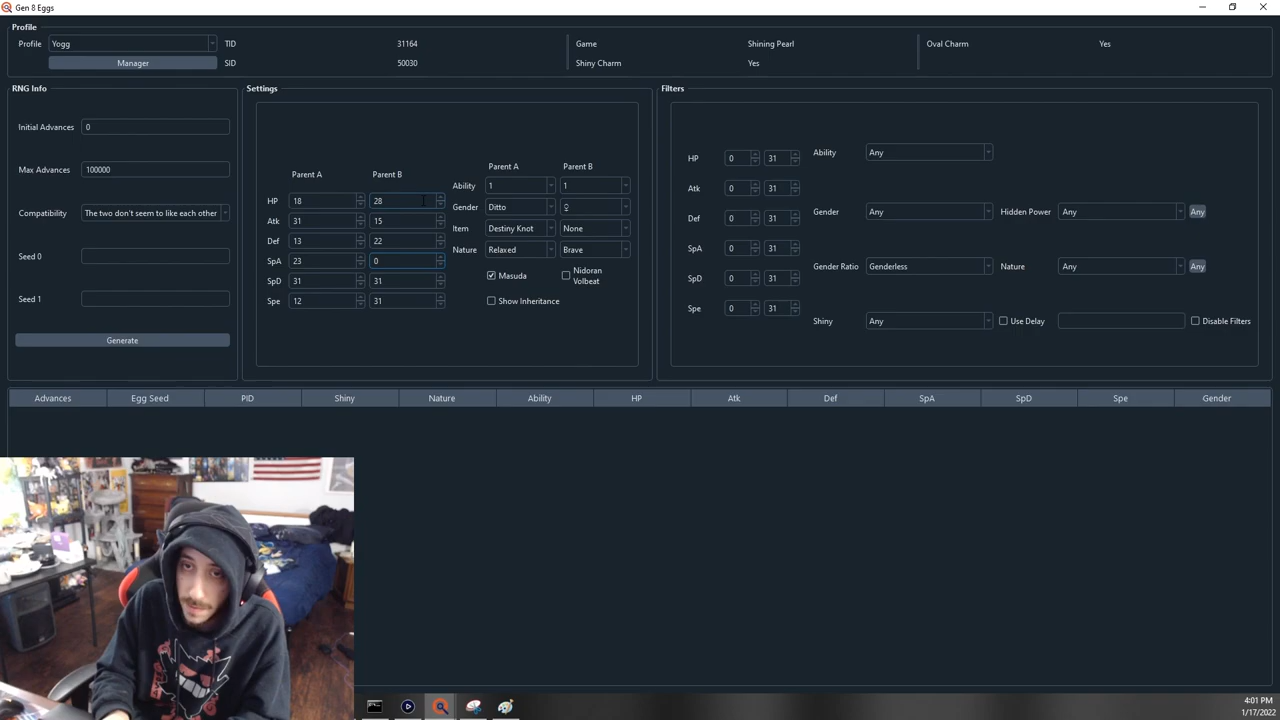 Gen 8 Eggs
Profile
Profile Yogg TID 31164 Game Shining Pearl Oval Charm Yes
Manager SID 50030 Shiny Charm Yes
RNG Info
Initial Advances 0
Max Advances 100000
Compatibility The two don't seem to like each other
Seed 0
Seed 1
Generate
Settings
Parent A Parent B
HP 18 28
Atk 31 15
Def 13 22
SpA 23 0
SpD 31 31
Spe 12 31
Parent A Parent B
Ability 1 1
Gender Ditto ♀
Item Destiny Knot None
Nature Relaxed Brave
Masuda Nidoran
Volbeat
Show Inheritance
Filters
HP 0 31
Atk 0 31
Def 0 31
SpA 0 31
SpD 0 31
Spe 0 31
Ability Any
Gender Any Hidden Power Any Any
Gender Ratio Genderless Nature Any Any
Shiny Any Use Delay Disable Filters
Advances Egg Seed PID Shiny Nature Ability HP Atk Def SpA SpD Spe Gender
4:01 PM
1/17/2022